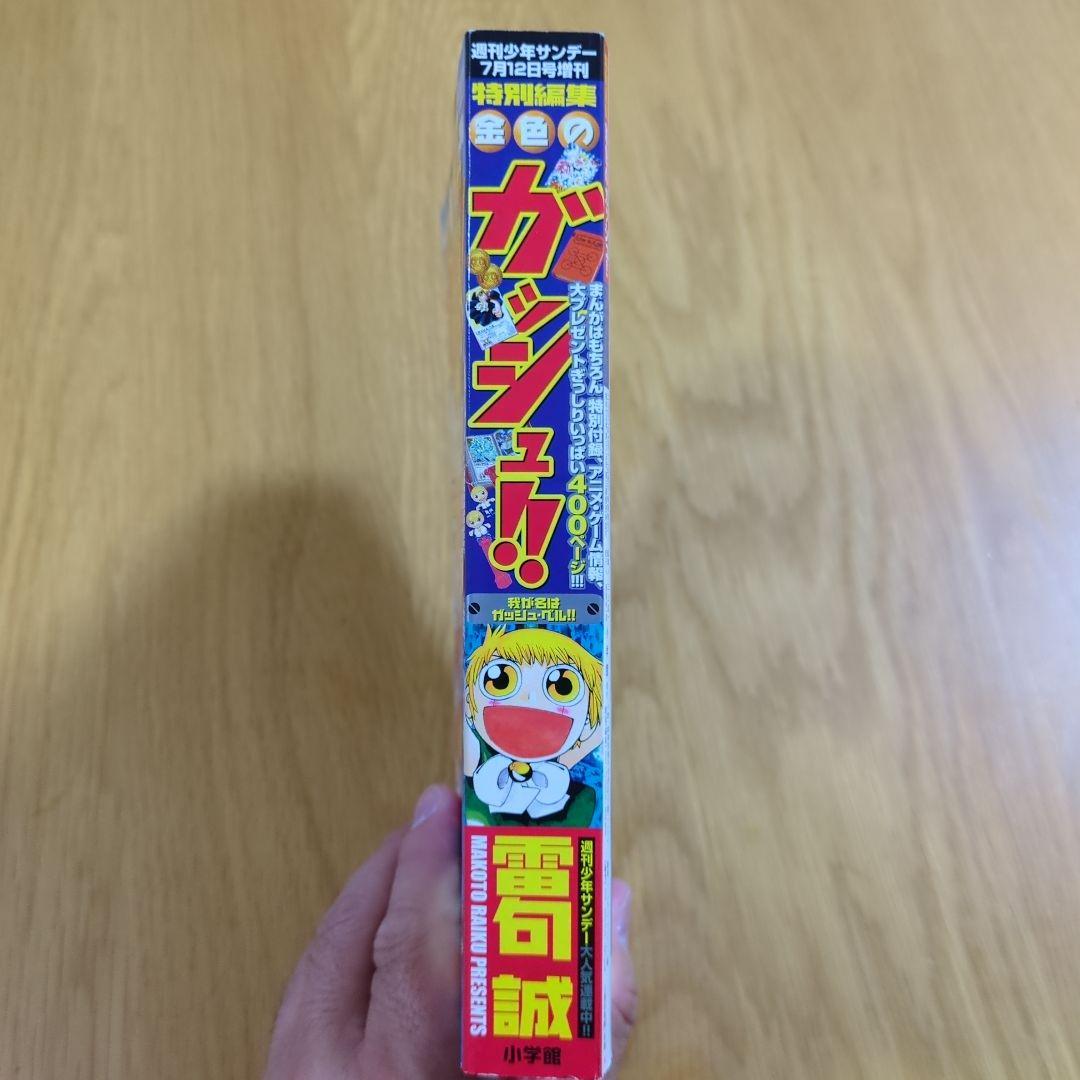 週刊少年サンデー
7月12日号増刊
特別編集
金色の
ガッシュ!!
まんがはもちろん、特別付録、アニメ・ゲーム情報、
大プレゼントぎっしりいっぱい400ページ!!!
我が名は
ガッシュ・ベル!!
週刊少年サンデー大人気連載中!!
雷句 誠
MAKOTO RAIKU PRESENTS
小学館